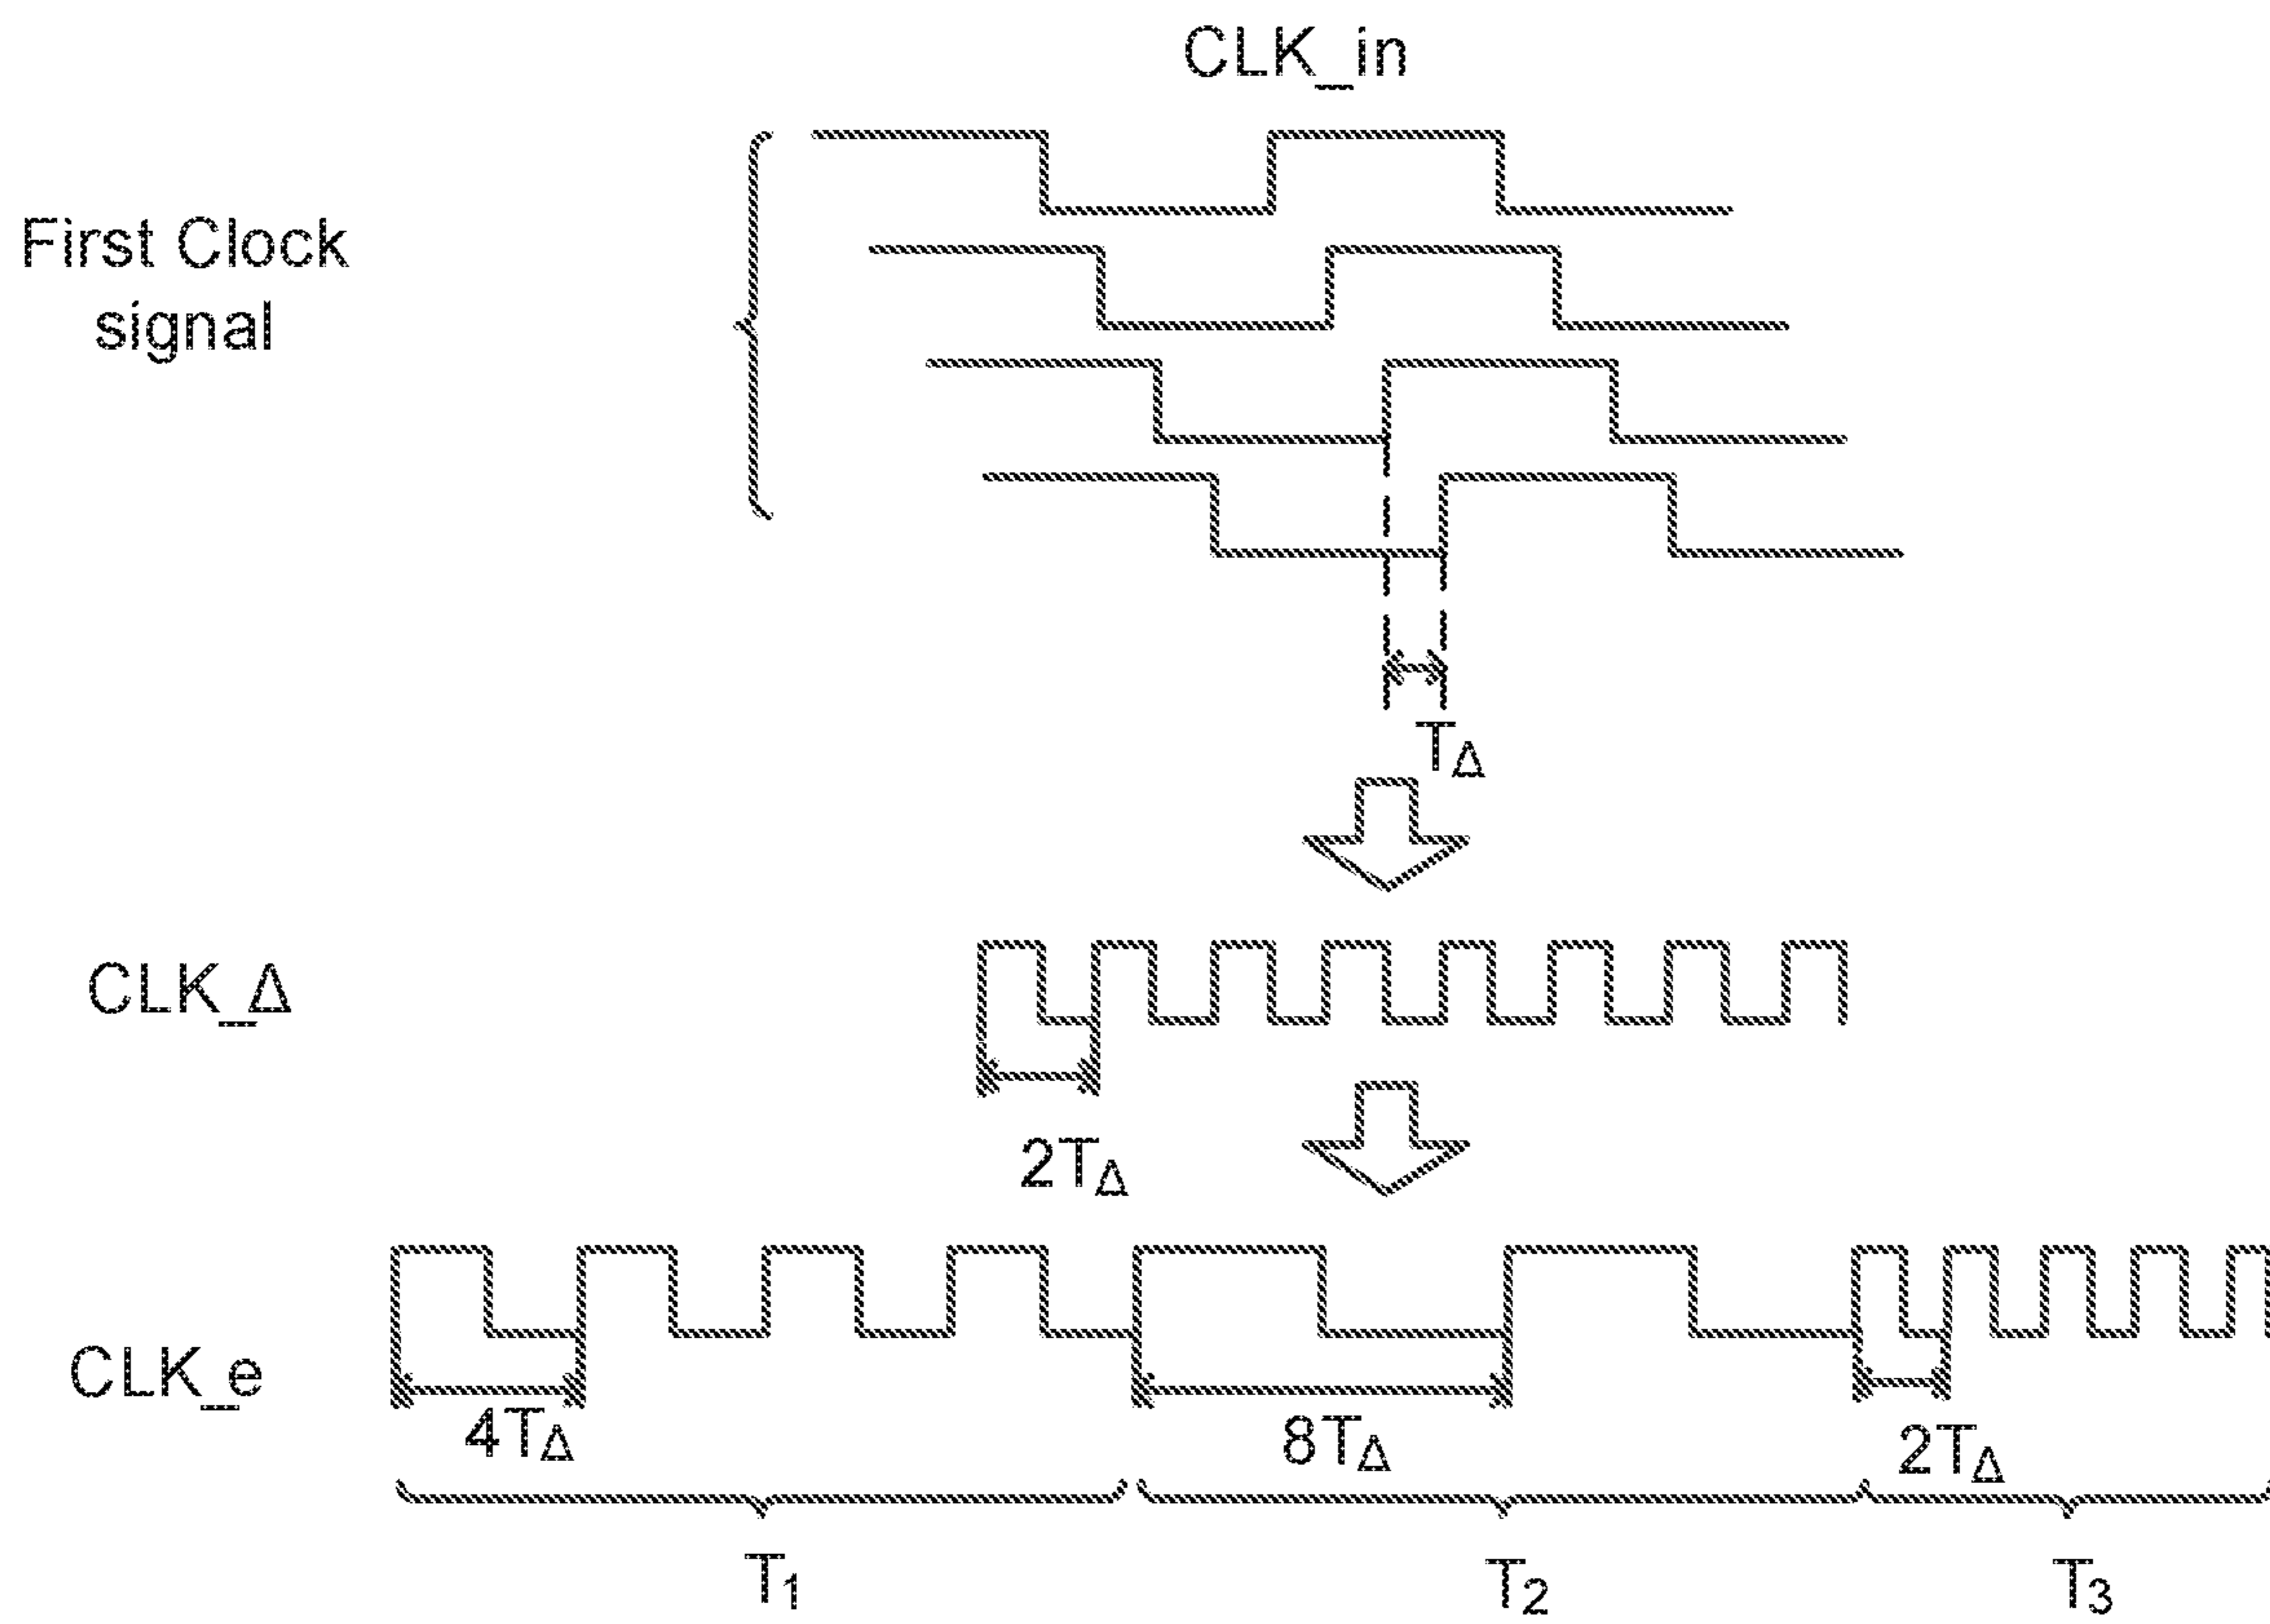 CLK_in
First Clock
signal
TΔ
CLK_Δ
2TΔ
CLK_e
4TΔ
8TΔ
2TΔ
T1
T2
T3